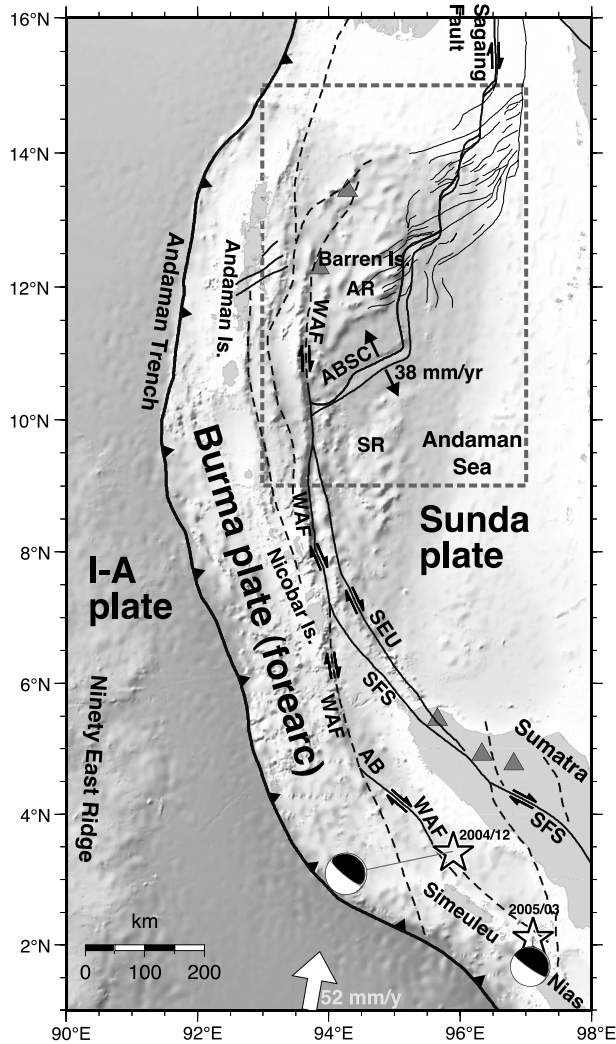 16°N
14°N
12°N
10°N
8°N
6°N
4°N
2°N
90°E
92°E
94°E
96°E
98°E
Sagaing
Fault
Andaman Trench
Andaman Is.
Barren Is.
AR
WAF
ABSC
38 mm/yr
SR
Andaman
Sea
Burma plate (forearc)
WAF
Sunda
plate
I-A
plate
Nicobar Is.
SEU
SFS
WAF
Ninety East Ridge
Sumatra
AB
WAF
SFS
2004/12
Simeuleu
2005/03
Nias
km
0 100 200
52 mm/y